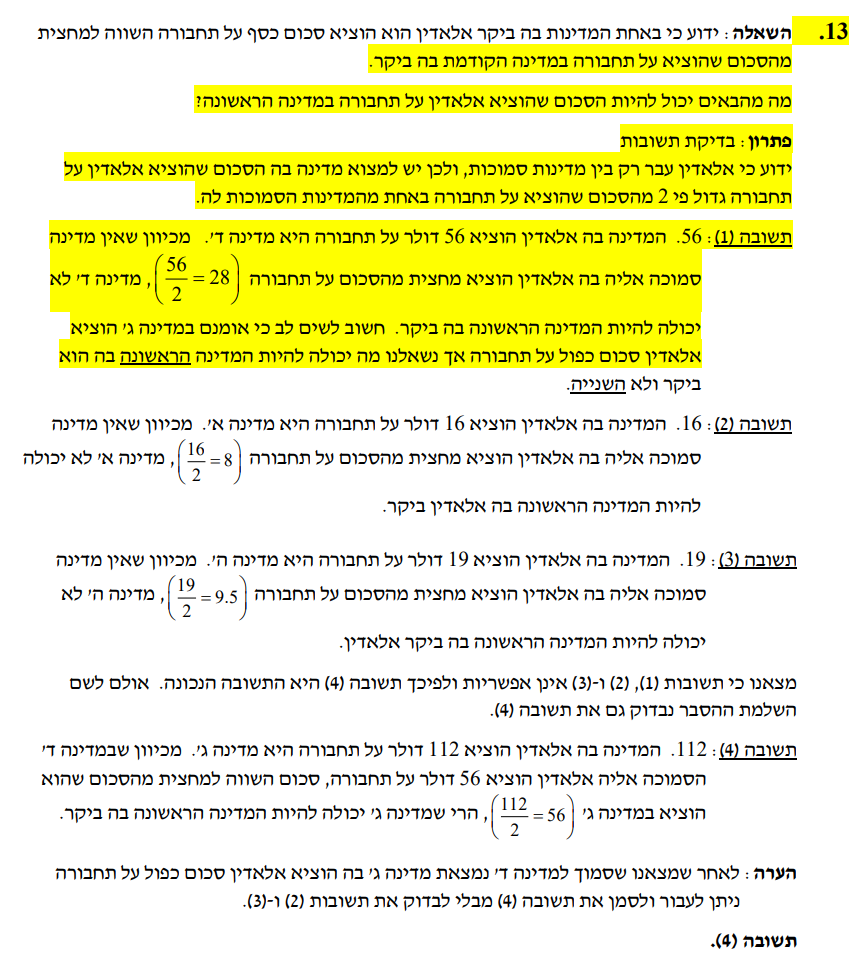 13. השאלה: ידוע כי באחת המדינות בה ביקר אלאדין הוא הוציא סכום כסף על תחבורה השווה למחצית
מהסכום שהוציא על תחבורה במדינה הקודמת בה ביקר.
מה מהבאים יכול להיות הסכום שהוציא אלאדין על תחבורה במדינה הראשונה?
פתרון: בדיקת תשובות
ידוע כי אלאדין עבר רק בין מדינות סמוכות, ולכן יש למצוא מדינה בה הסכום שהוציא אלאדין על
תחבורה גדול פי 2 מהסכום שהוציא על תחבורה באחת מהמדינות הסמוכות לה.
תשובה (1): 56. המדינה בה אלאדין הוציא 56 דולר על תחבורה היא מדינה ד׳. מכיוון שאין מדינה
סמוכה אליה בה אלאדין הוציא מחצית מהסכום על תחבורה (56/2 = 28), מדינה ד׳ לא
יכולה להיות המדינה הראשונה בה ביקר. חשוב לשים לב כי אומנם במדינה ג׳ הוציא
אלאדין סכום כפול על תחבורה אך נשאלנו מה יכולה להיות המדינה הראשונה בה הוא
ביקר ולא השנייה.
תשובה (2): 16. המדינה בה אלאדין הוציא 16 דולר על תחבורה היא מדינה א׳. מכיוון שאין מדינה
סמוכה אליה בה אלאדין הוציא מחצית מהסכום על תחבורה (16/2 = 8), מדינה א׳ לא יכולה
להיות המדינה הראשונה בה אלאדין ביקר.
תשובה (3): 19. המדינה בה אלאדין הוציא 19 דולר על תחבורה היא מדינה ה׳. מכיוון שאין מדינה
סמוכה אליה בה אלאדין הוציא מחצית מהסכום על תחבורה (19/2 = 9.5), מדינה ה׳ לא
יכולה להיות המדינה הראשונה בה ביקר אלאדין.
מצאנו כי תשובות (1), (2) ו-(3) אינן אפשריות ולפיכך תשובה (4) היא התשובה הנכונה. אולם לשם
השלמת ההסבר נבדוק גם את תשובה (4).
תשובה (4): 112. המדינה בה אלאדין הוציא 112 דולר על תחבורה היא מדינה ג׳. מכיוון שבמדינה ד׳
הסמוכה אליה אלאדין הוציא 56 דולר על תחבורה, סכום השווה למחצית מהסכום שהוא
הוציא במדינה ג׳ (112/2 = 56), הרי שמדינה ג׳ יכולה להיות המדינה הראשונה בה ביקר.
הערה: לאחר שמצאנו שסמוך למדינה ד׳ נמצאת מדינה ג׳ בה הוציא אלאדין סכום כפול על תחבורה
ניתן לעבור ולסמן את תשובה (4) מבלי לבדוק את תשובות (2) ו-(3).
תשובה (4).